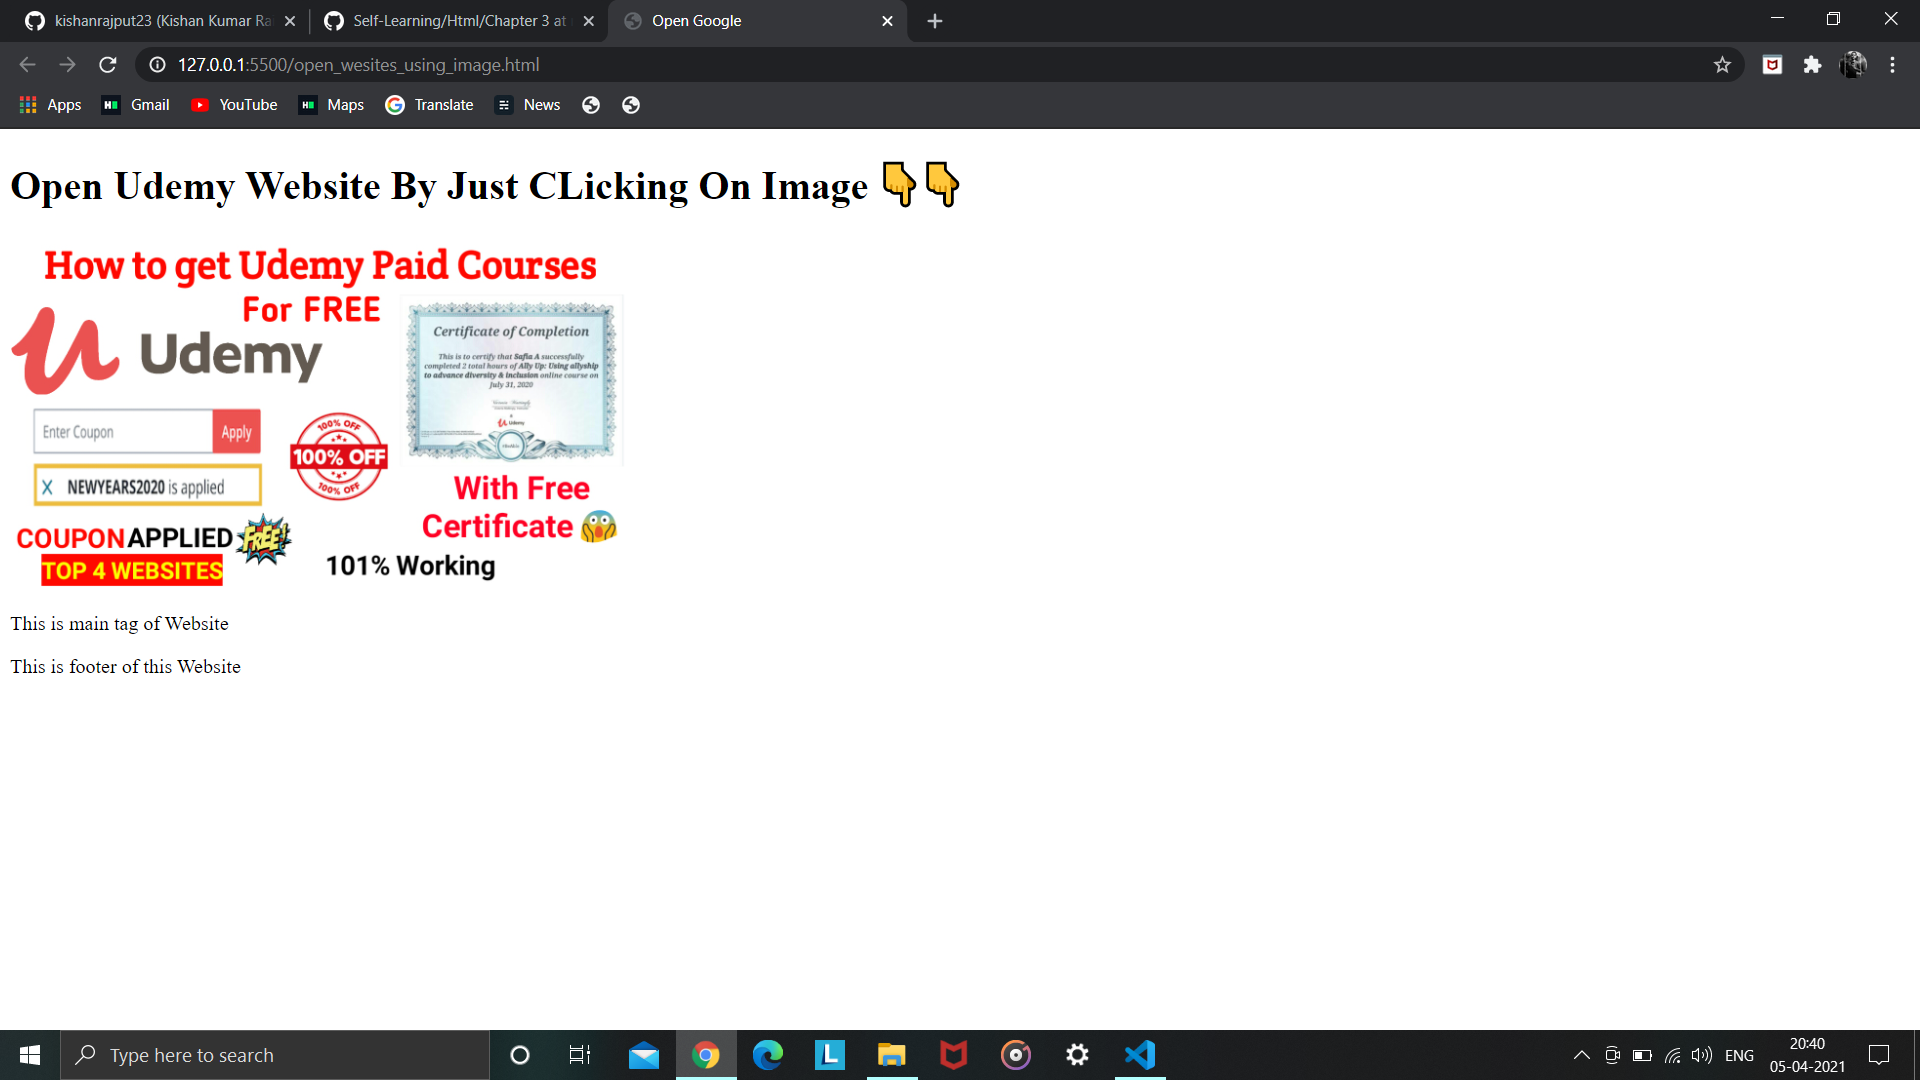 kishanrajput23 (Kishan Kumar Ra
Self-Learning/Html/Chapter 3 at
Open Google
127.0.0.1:5500/open_wesites_using_image.html
Apps
Gmail
YouTube
Maps
Translate
News
Open Udemy Website By Just CLicking On Image 👇👇
How to get Udemy Paid Courses
For FREE
Udemy
Certificate of Completion
This is to certify that Safia A successfully
completed 2 total hours of Ally Up: Using allyship
to advance diversity & inclusion online course on
July 31, 2020
Udemy
Enter Coupon
Apply
100% OFF
100% OFF
100% OFF
X NEWYEARS2020 is applied
With Free
Certificate 😱
COUPON APPLIED
FREE!
TOP 4 WEBSITES
101% Working
This is main tag of Website
This is footer of this Website
Type here to search
ENG
20:40
05-04-2021